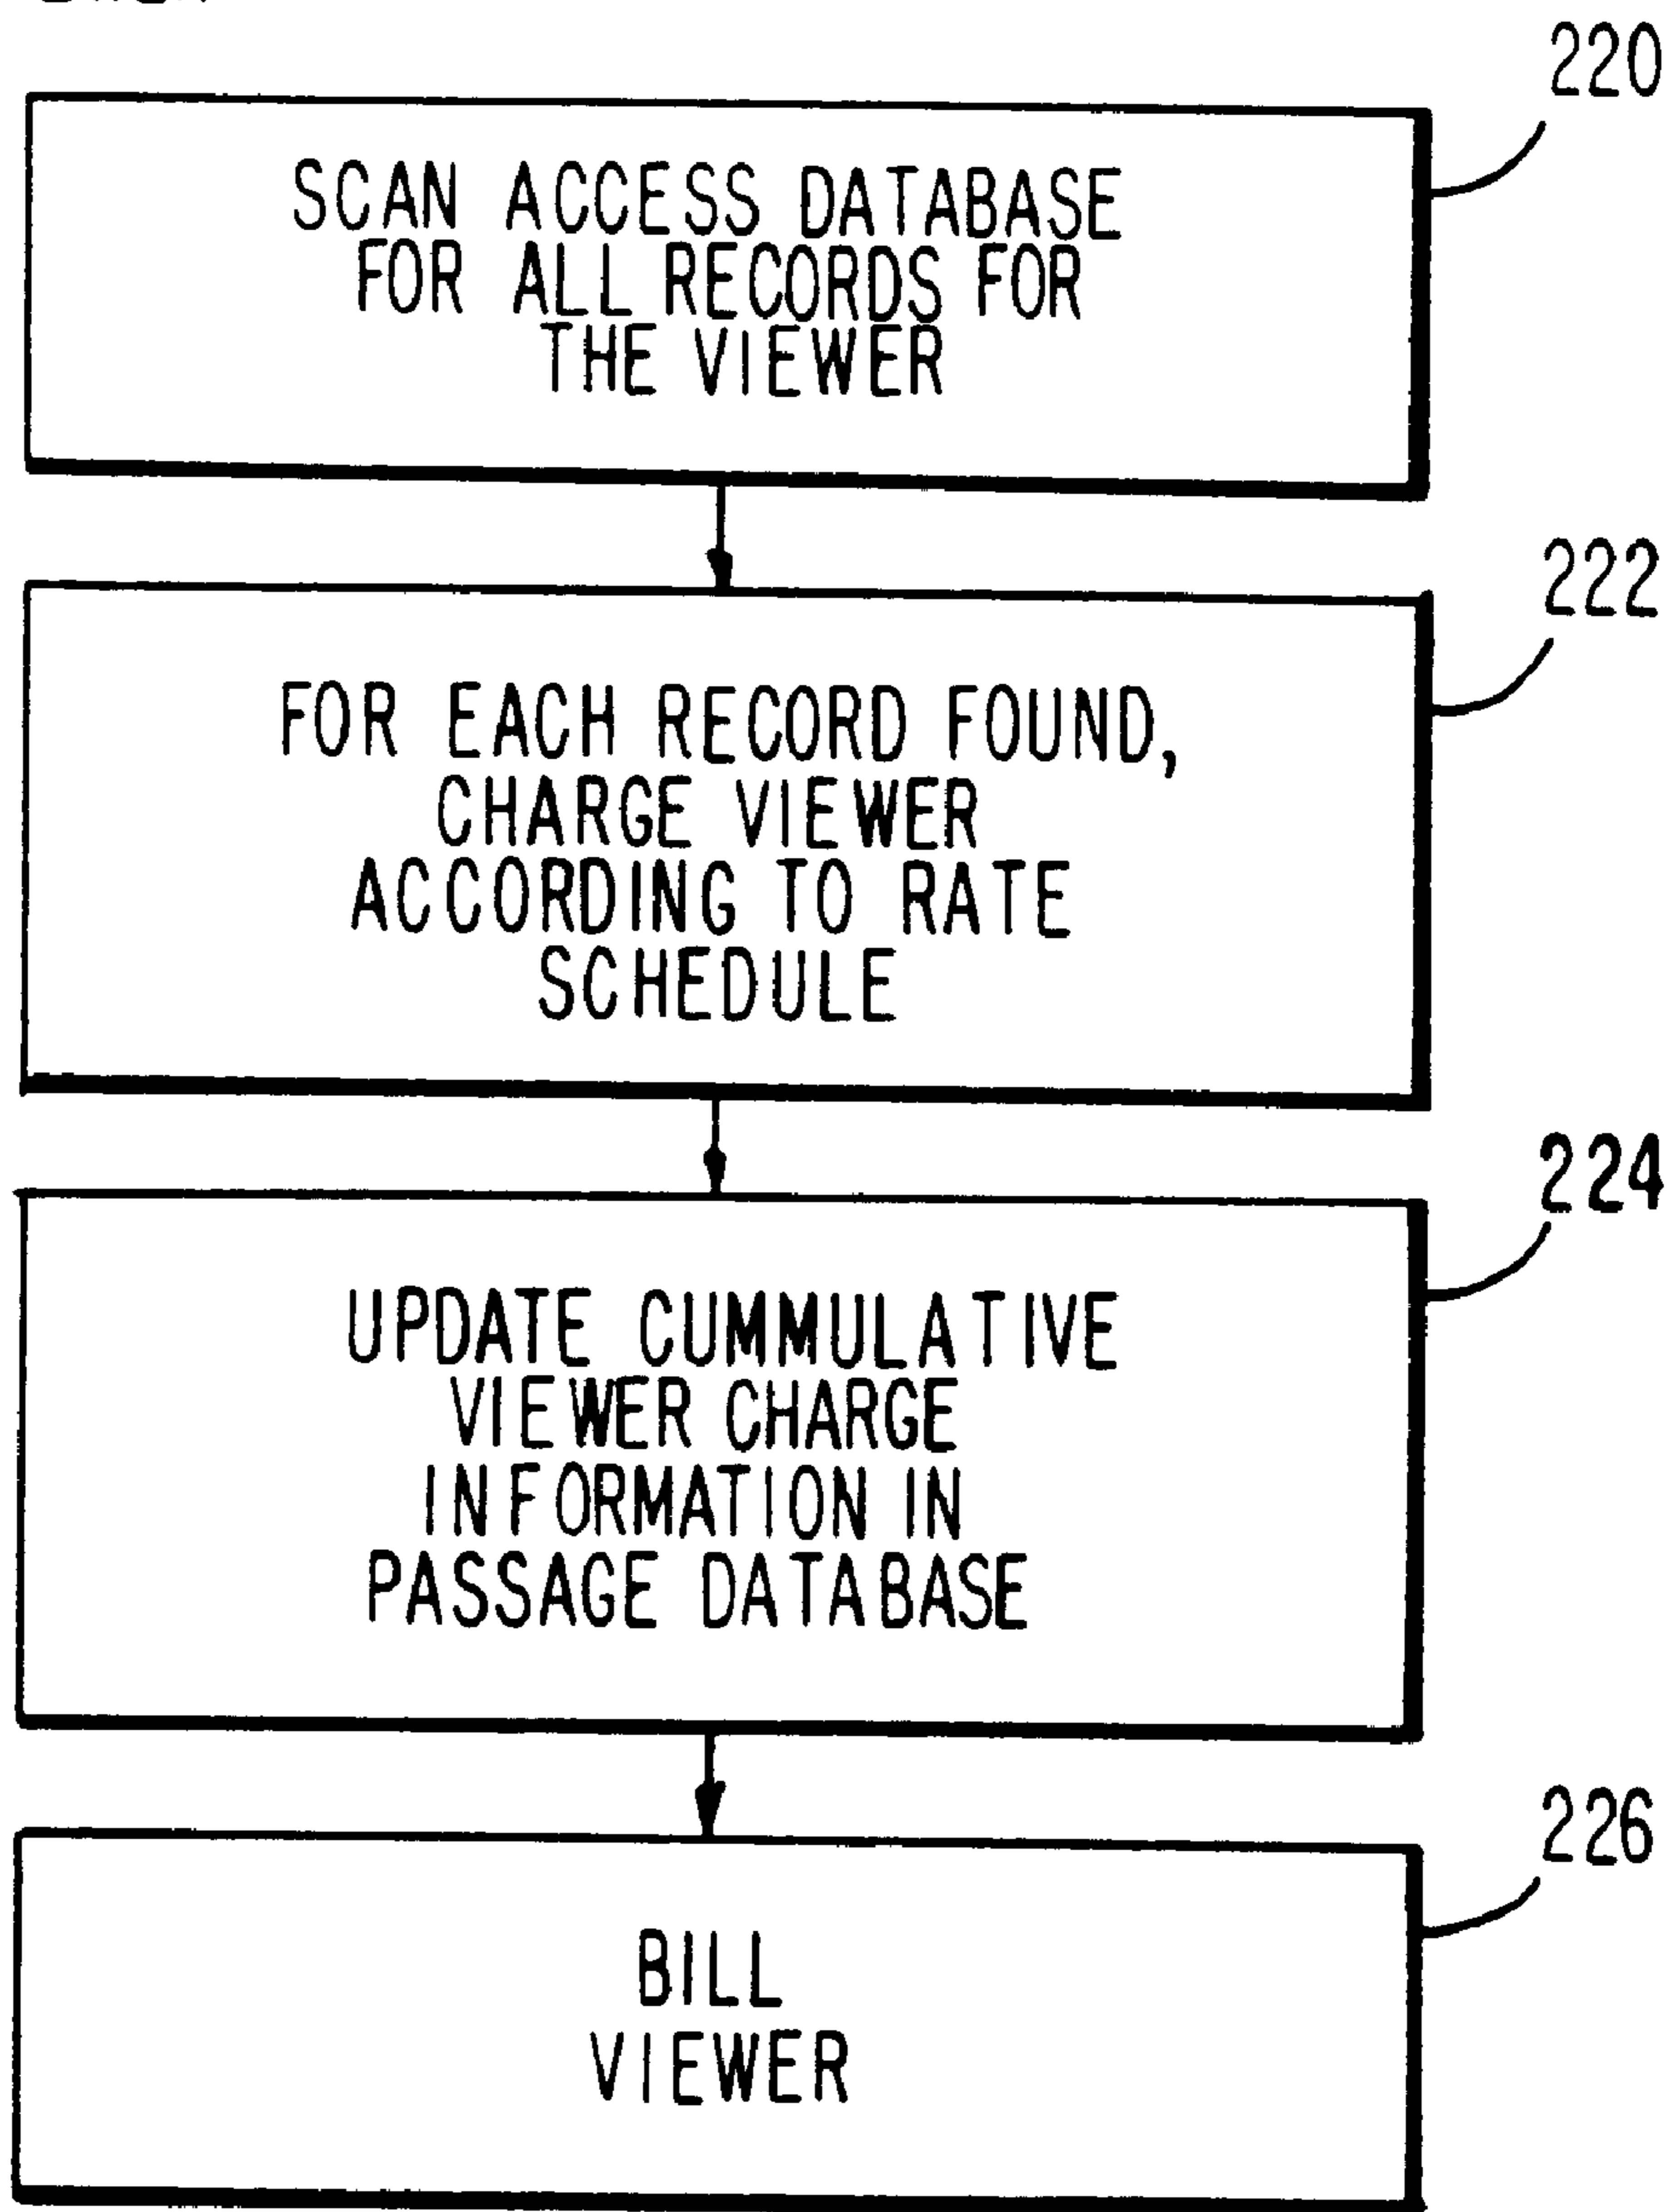 220
SCAN ACCESS DATABASE
FOR ALL RECORDS FOR
THE VIEWER
222
FOR EACH RECORD FOUND,
CHARGE VIEWER
ACCORDING TO RATE
SCHEDULE
224
UPDATE CUMMULATIVE
VIEWER CHARGE
INFORMATION IN
PASSAGE DATABASE
226
BILL
VIEWER